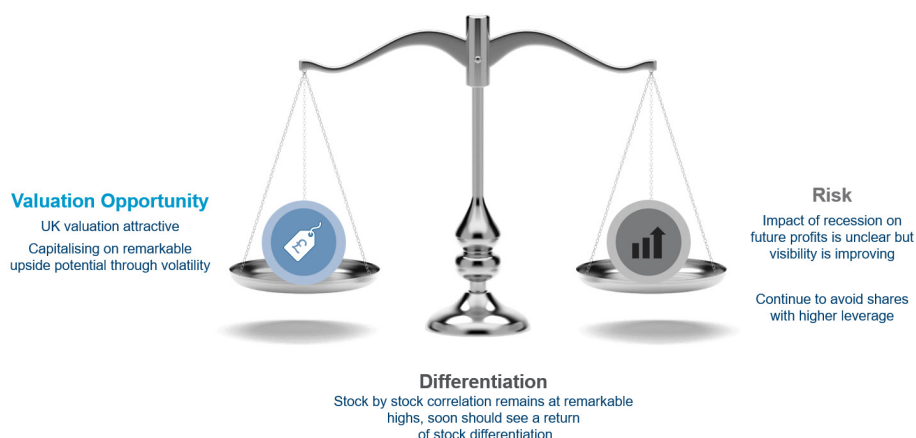 Valuation Opportunity
UK valuation attractive
Capitalising on remarkable
upside potential through volatility
£
Risk
Impact of recession on
future profits is unclear but
visibility is improving
Continue to avoid shares
with higher leverage
Differentiation
Stock by stock correlation remains at remarkable
highs, soon should see a return
of stock differentiation